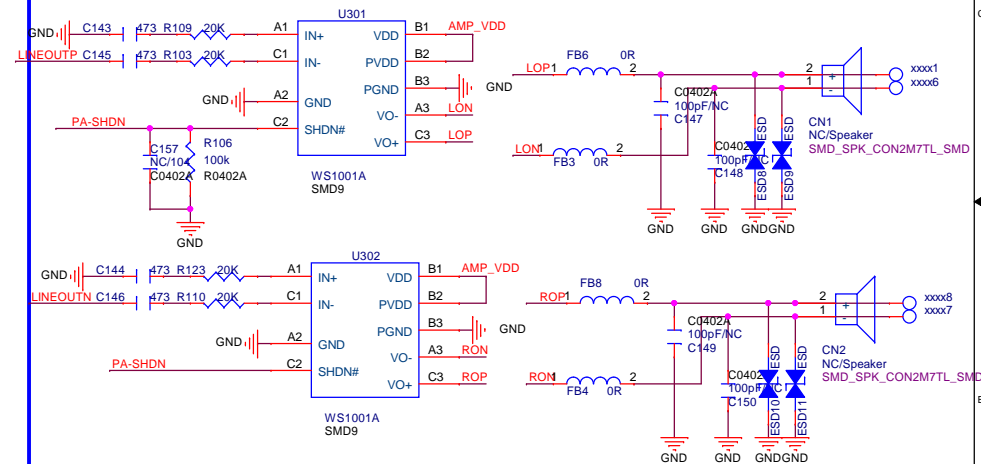 U301
C143 473 R109 20K A1 IN+ VDD B1 AMP_VDD
GND
LINEOUTP C145 473 R103 20K C1 IN- PVDD B2
PGND B3 GND
GND A2 GND VO- A3 LON
PA-SHDN C2 SHDN# VO+ C3 LOP
C157
NC/104
C0402A
R106
100k
R0402A
GND
WS1001A
SMD9
LOP 1 FB6 0R 2
C0402A
100pF/NC
C147
LON 1 FB3 0R 2
C0402
100pF/NC
C148
ESD8 ESD
ESD9 ESD
2 + xxxx1
1 - xxxx6
CN1
NC/Speaker
SMD_SPK_CON2M7TL_SMD
GND GND GND GND
U302
C144 473 R123 20K A1 IN+ VDD B1 AMP_VDD
GND
LINEOUTN C146 473 R110 20K C1 IN- PVDD B2
PGND B3 GND
GND A2 GND VO- A3 RON
PA-SHDN C2 SHDN# VO+ C3 ROP
WS1001A
SMD9
ROP 1 FB8 0R 2
C0402A
100pF/NC
C149
RON 1 FB4 0R 2
C0402
100pF/NC
C150
ESD10 ESD
ESD11 ESD
2 + xxxx8
1 - xxxx7
CN2
NC/Speaker
SMD_SPK_CON2M7TL_SMD
GND GND GND GND